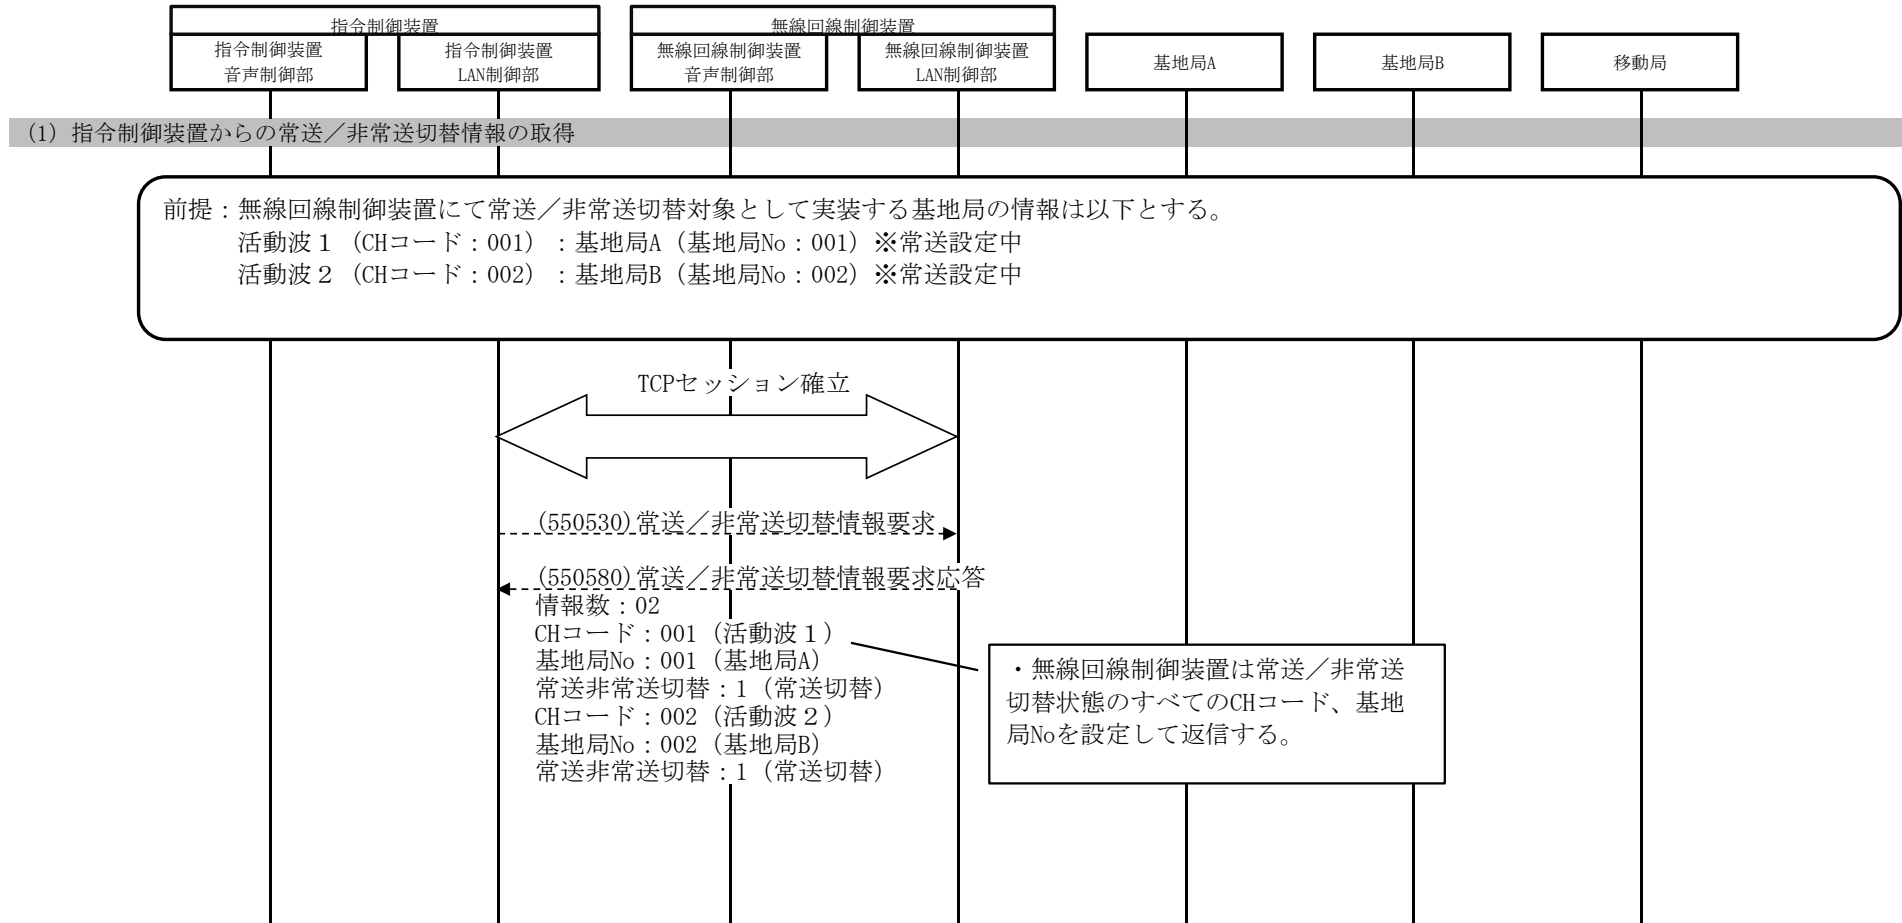 指令制御装置
無線回線制御装置
指令制御装置
音声制御部
指令制御装置
LAN制御部
無線回線制御装置
音声制御部
無線回線制御装置
LAN制御部
基地局A
基地局B
移動局
(1) 指令制御装置からの常送／非常送切替情報の取得
前提：無線回線制御装置にて常送／非常送切替対象として実装する基地局の情報は以下とする。
活動波１（CHコード：001）：基地局A（基地局No：001）※常送設定中
活動波２（CHコード：002）：基地局B（基地局No：002）※常送設定中
TCPセッション確立
(550530)常送／非常送切替情報要求
(550580)常送／非常送切替情報要求応答
情報数：02
CHコード：001（活動波１）
基地局No：001（基地局A）
常送非常送切替：1（常送切替）
CHコード：002（活動波２）
基地局No：002（基地局B）
常送非常送切替：1（常送切替）
・無線回線制御装置は常送／非常送
切替状態のすべてのCHコード、基地
局Noを設定して返信する。